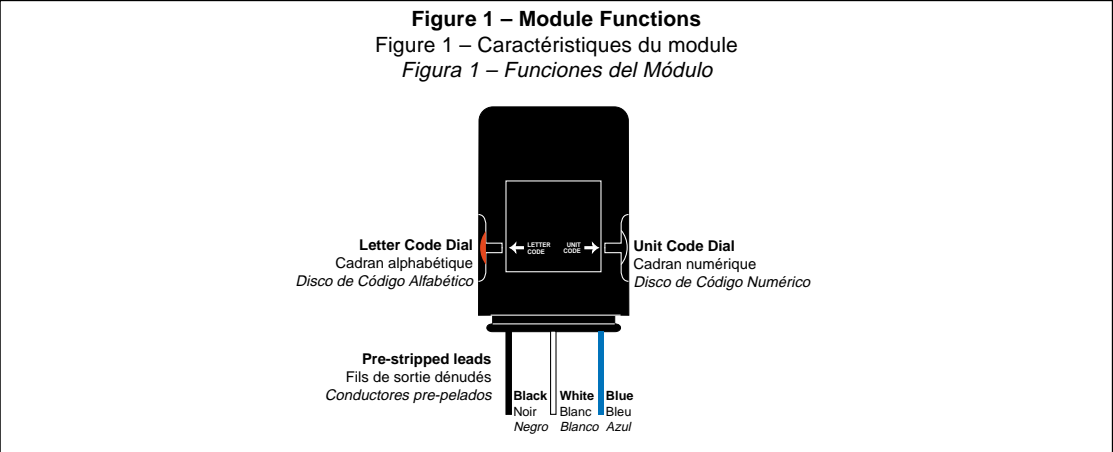 Figure 1 – Module Functions
Figure 1 – Caractéristiques du module
Figura 1 – Funciones del Módulo
LETTER
CODE
UNIT
CODE
Letter Code Dial
Cadran alphabétique
Disco de Código Alfabético
Unit Code Dial
Cadran numérique
Disco de Código Numérico
Pre-stripped leads
Fils de sortie dénudés
Conductores pre-pelados
Black
Noir
Negro
White
Blanc
Blanco
Blue
Bleu
Azul